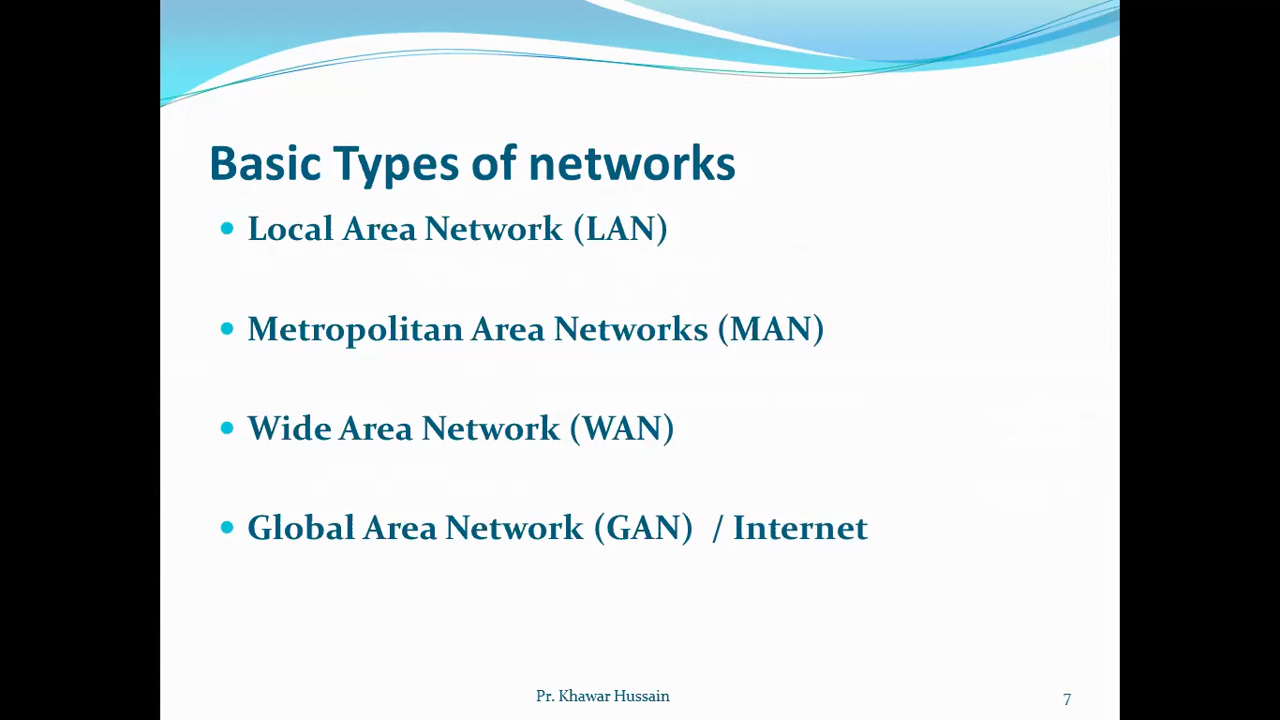 Basic Types of networks
• Local Area Network (LAN)
• Metropolitan Area Networks (MAN)
• Wide Area Network (WAN)
• Global Area Network (GAN) / Internet
Pr. Khawar Hussain
7